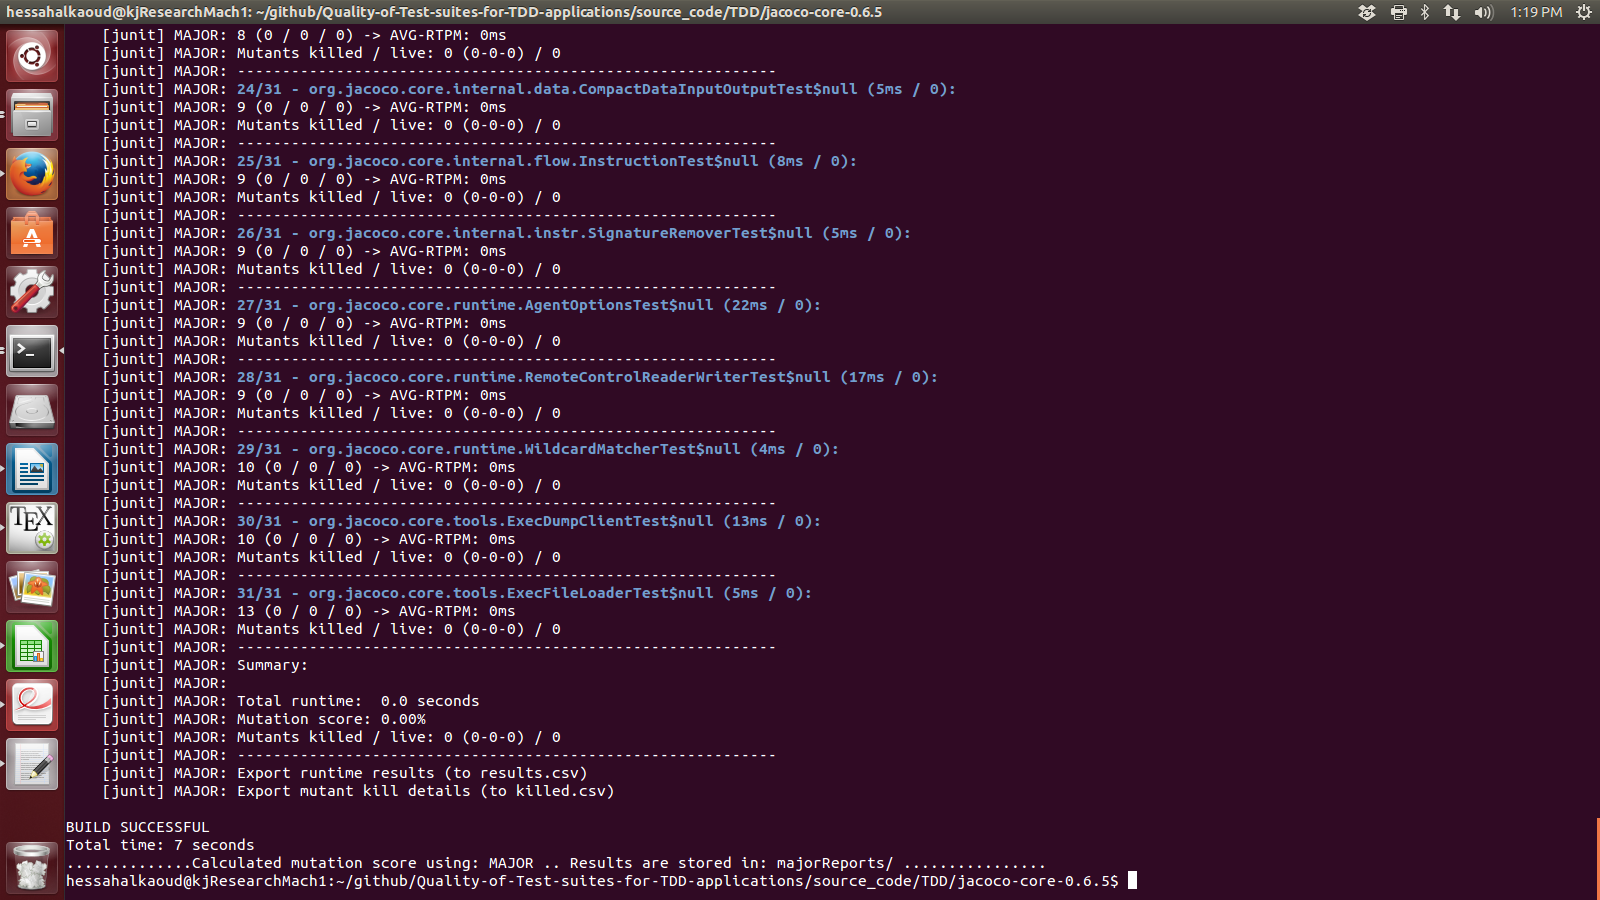 hessahalkaoud@kjResearchMach1: ~/github/Quality-of-Test-suites-for-TDD-applications/source_code/TDD/jacoco-core-0.6.5 1:19 PM
[junit] MAJOR: 8 (0 / 0 / 0) -> AVG-RTPM: 0ms
[junit] MAJOR: Mutants killed / live: 0 (0-0-0) / 0
[junit] MAJOR: ------------------------------------------------------------
[junit] MAJOR: 24/31 - org.jacoco.core.internal.data.CompactDataInputOutputTest$null (5ms / 0):
[junit] MAJOR: 9 (0 / 0 / 0) -> AVG-RTPM: 0ms
[junit] MAJOR: Mutants killed / live: 0 (0-0-0) / 0
[junit] MAJOR: ------------------------------------------------------------
[junit] MAJOR: 25/31 - org.jacoco.core.internal.flow.InstructionTest$null (8ms / 0):
[junit] MAJOR: 9 (0 / 0 / 0) -> AVG-RTPM: 0ms
[junit] MAJOR: Mutants killed / live: 0 (0-0-0) / 0
[junit] MAJOR: ------------------------------------------------------------
[junit] MAJOR: 26/31 - org.jacoco.core.internal.instr.SignatureRemoverTest$null (5ms / 0):
[junit] MAJOR: 9 (0 / 0 / 0) -> AVG-RTPM: 0ms
[junit] MAJOR: Mutants killed / live: 0 (0-0-0) / 0
[junit] MAJOR: ------------------------------------------------------------
[junit] MAJOR: 27/31 - org.jacoco.core.runtime.AgentOptionsTest$null (22ms / 0):
[junit] MAJOR: 9 (0 / 0 / 0) -> AVG-RTPM: 0ms
[junit] MAJOR: Mutants killed / live: 0 (0-0-0) / 0
[junit] MAJOR: ------------------------------------------------------------
[junit] MAJOR: 28/31 - org.jacoco.core.runtime.RemoteControlReaderWriterTest$null (17ms / 0):
[junit] MAJOR: 9 (0 / 0 / 0) -> AVG-RTPM: 0ms
[junit] MAJOR: Mutants killed / live: 0 (0-0-0) / 0
[junit] MAJOR: ------------------------------------------------------------
[junit] MAJOR: 29/31 - org.jacoco.core.runtime.WildcardMatcherTest$null (4ms / 0):
[junit] MAJOR: 10 (0 / 0 / 0) -> AVG-RTPM: 0ms
[junit] MAJOR: Mutants killed / live: 0 (0-0-0) / 0
[junit] MAJOR: ------------------------------------------------------------
[junit] MAJOR: 30/31 - org.jacoco.core.tools.ExecDumpClientTest$null (13ms / 0):
[junit] MAJOR: 10 (0 / 0 / 0) -> AVG-RTPM: 0ms
[junit] MAJOR: Mutants killed / live: 0 (0-0-0) / 0
[junit] MAJOR: ------------------------------------------------------------
[junit] MAJOR: 31/31 - org.jacoco.core.tools.ExecFileLoaderTest$null (5ms / 0):
[junit] MAJOR: 13 (0 / 0 / 0) -> AVG-RTPM: 0ms
[junit] MAJOR: Mutants killed / live: 0 (0-0-0) / 0
[junit] MAJOR: ------------------------------------------------------------
[junit] MAJOR: Summary:
[junit] MAJOR:
[junit] MAJOR: Total runtime:  0.0 seconds
[junit] MAJOR: Mutation score: 0.00%
[junit] MAJOR: Mutants killed / live: 0 (0-0-0) / 0
[junit] MAJOR: ------------------------------------------------------------
[junit] MAJOR: Export runtime results (to results.csv)
[junit] MAJOR: Export mutant kill details (to killed.csv)
BUILD SUCCESSFUL
Total time: 7 seconds
..............Calculated mutation score using: MAJOR .. Results are stored in: majorReports/ ................
hessahalkaoud@kjResearchMach1:~/github/Quality-of-Test-suites-for-TDD-applications/source_code/TDD/jacoco-core-0.6.5$
TEX